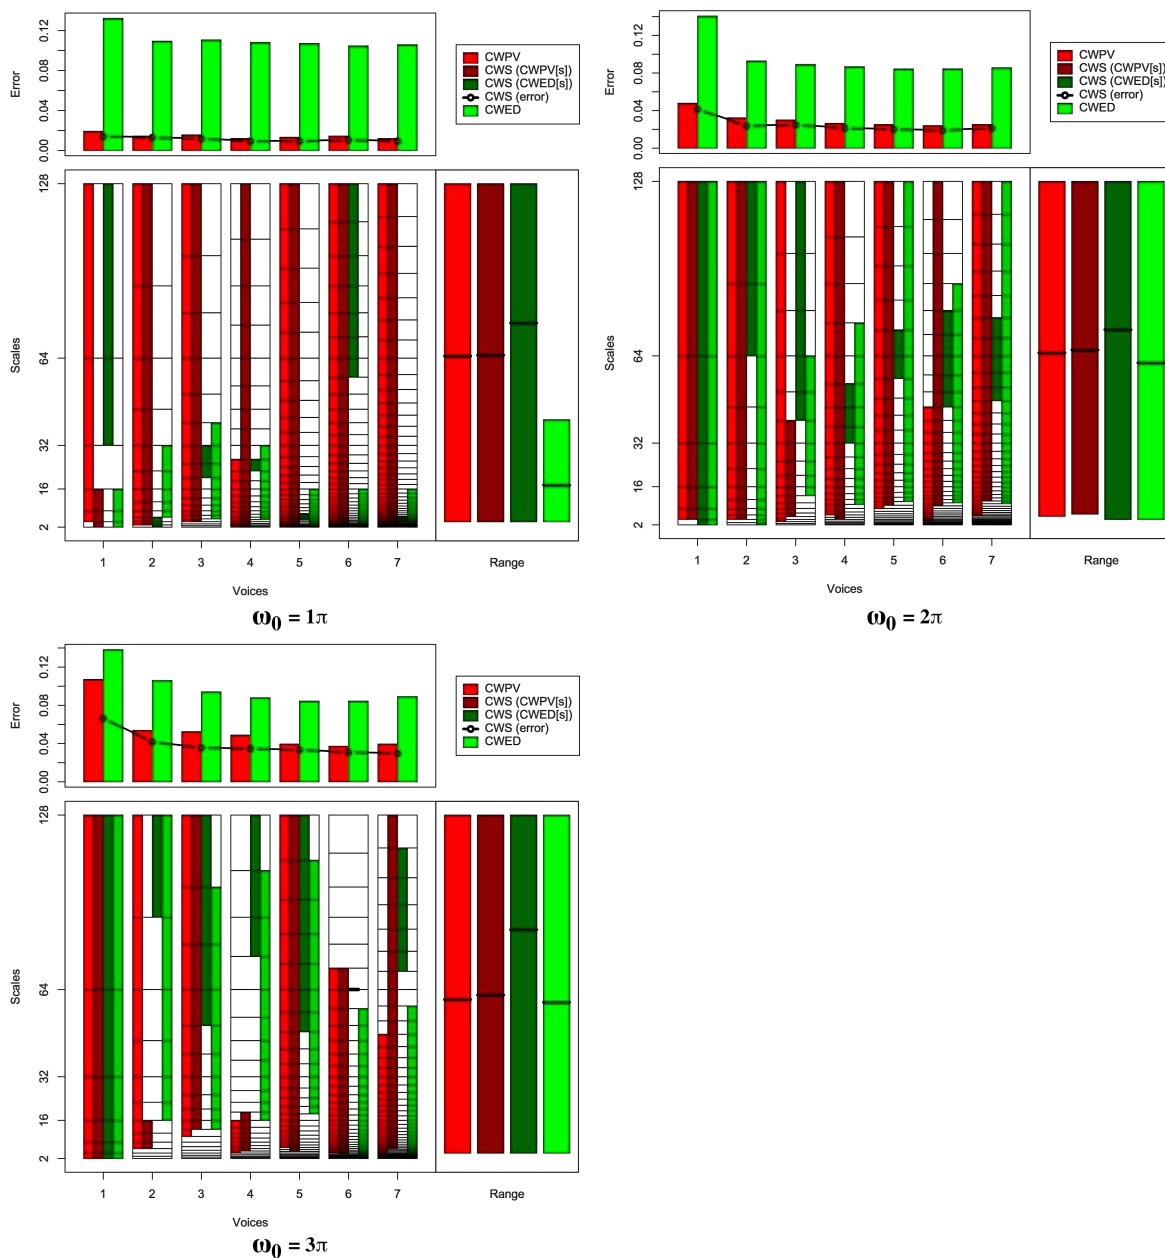 0.12
0.08
0.04
0.00
Error
CWPV
CWS (CWPV[s])
CWS (CWED[s])
CWS (error)
CWED
128
64
32
16
2
Scales
1 2 3 4 5 6 7
Voices
Range
ω0 = 1π
0.12
0.08
0.04
0.00
Error
CWPV
CWS (CWPV[s])
CWS (CWED[s])
CWS (error)
CWED
128
64
32
16
2
Scales
1 2 3 4 5 6 7
Voices
Range
ω0 = 2π
0.12
0.08
0.04
0.00
Error
CWPV
CWS (CWPV[s])
CWS (CWED[s])
CWS (error)
CWED
128
64
32
16
2
Scales
1 2 3 4 5 6 7
Voices
Range
ω0 = 3π